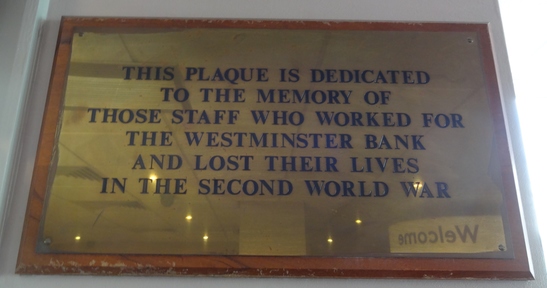 THIS PLAQUE IS DEDICATED
TO THE MEMORY OF
THOSE STAFF WHO WORKED FOR
THE WESTMINSTER BANK
AND LOST THEIR LIVES
IN THE SECOND WORLD WAR
Welcome